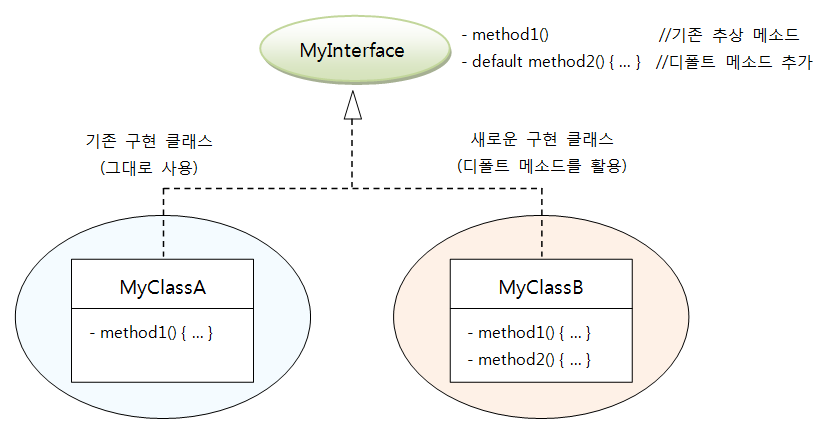 MyInterface
- method1() //기존 추상 메소드
- default method2() { ... } //디폴트 메소드 추가
기존 구현 클래스
(그대로 사용)
새로운 구현 클래스
(디폴트 메소드를 활용)
MyClassA
- method1() { ... }
MyClassB
- method1() { ... }
- method2() { ... }